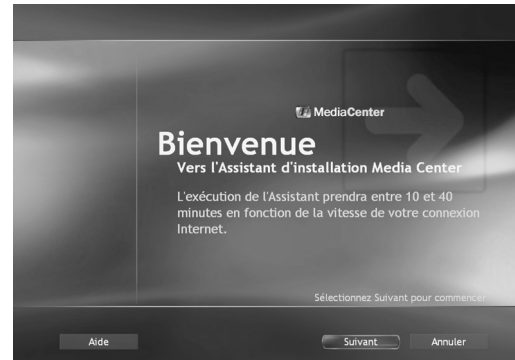 MediaCenter
Bienvenue
Vers l'Assistant d'installation Media Center
L'exécution de l'Assistant prendra entre 10 et 40
minutes en fonction de la vitesse de votre connexion
Internet.
Sélectionnez Suivant pour commencer
Aide
Suivant
Annuler